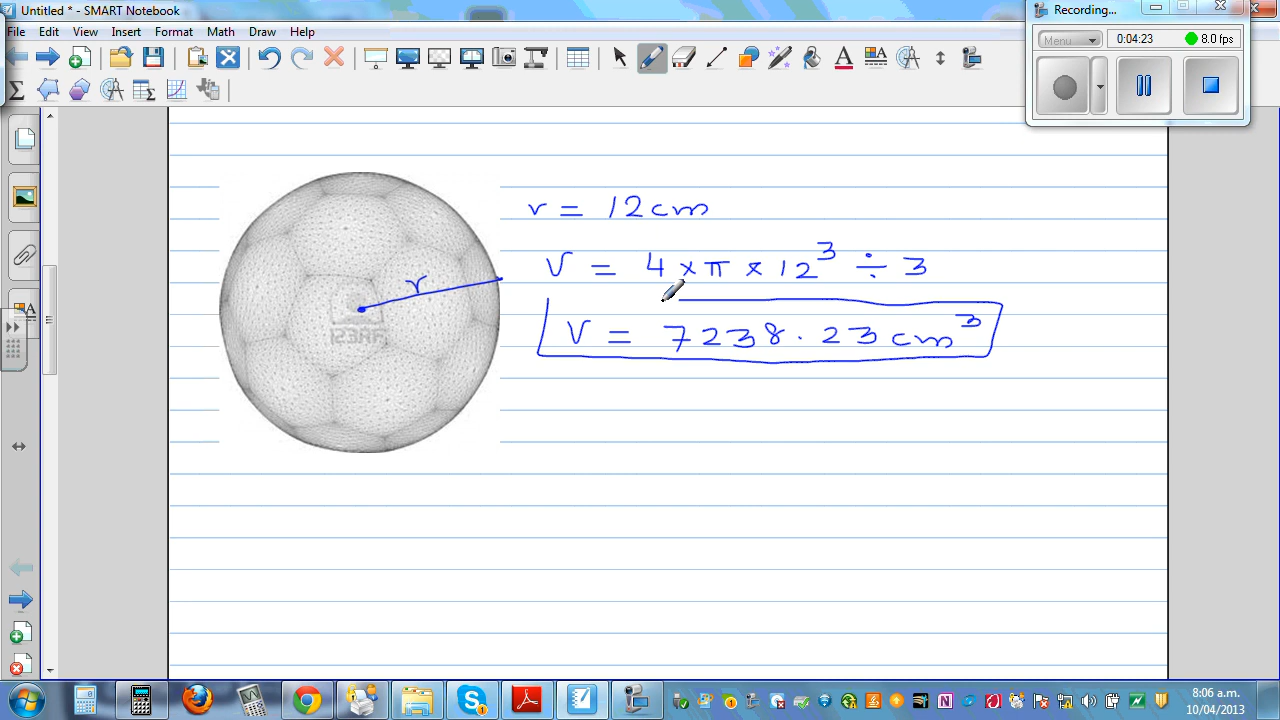 Untitled * - SMART Notebook
File Edit View Insert Format Math Draw Help
Recording...
Menu
0:04:23
8.0 fps
r
r = 12cm
V = 4 × π × 12³ ÷ 3
V = 7238.23 cm³
8:06 a.m.
10/04/2013